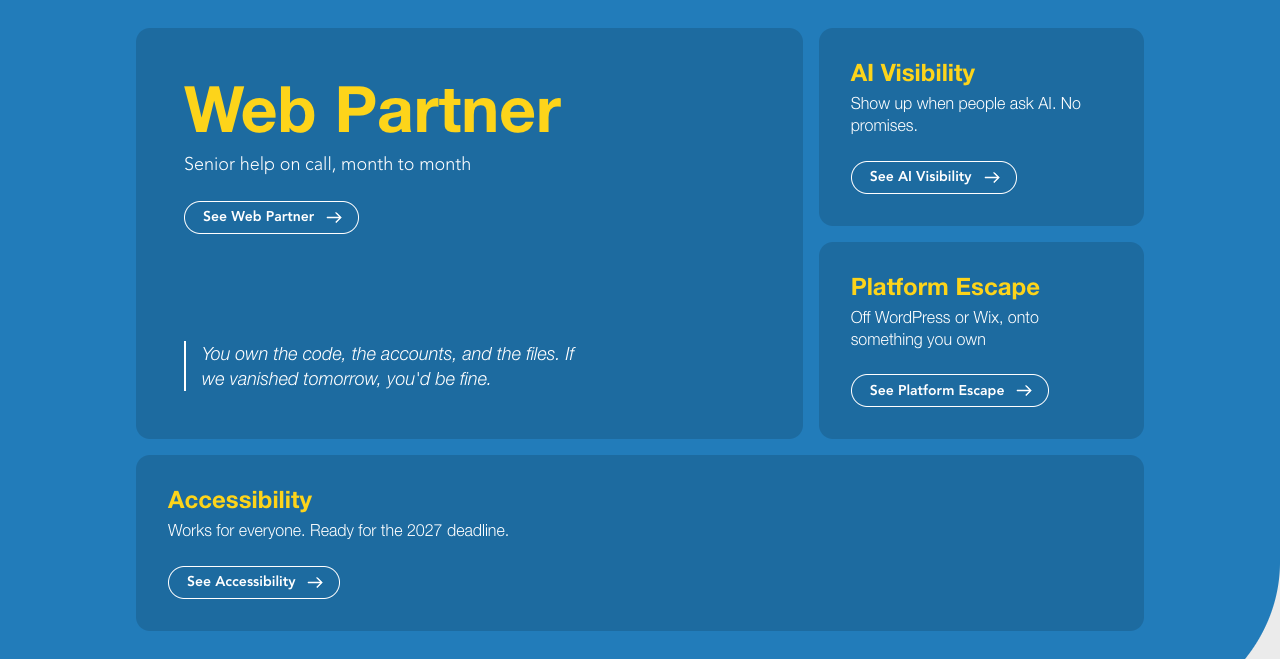 Web Partner
Senior help on call, month to month
See Web Partner
You own the code, the accounts, and the files. If
we vanished tomorrow, you'd be fine.
AI Visibility
Show up when people ask AI. No
promises.
See AI Visibility
Platform Escape
Off WordPress or Wix, onto
something you own
See Platform Escape
Accessibility
Works for everyone. Ready for the 2027 deadline.
See Accessibility